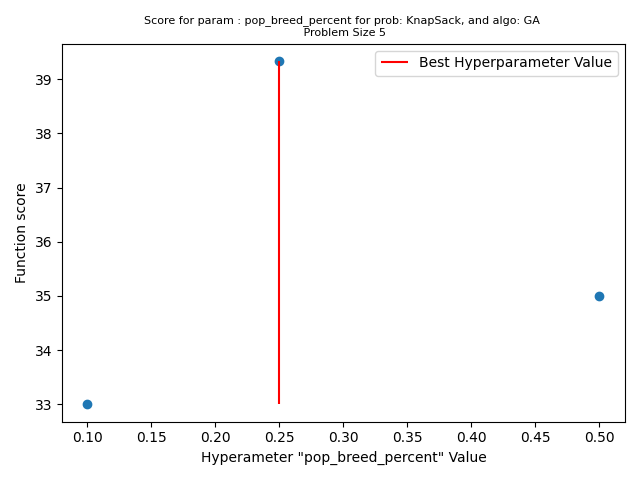 Score for param : pop_breed_percent for prob: KnapSack, and algo: GA
Problem Size 5
Best Hyperparameter Value
39
38
37
36
35
34
33
Function score
0.10 0.15 0.20 0.25 0.30 0.35 0.40 0.45 0.50
Hyperameter "pop_breed_percent" Value